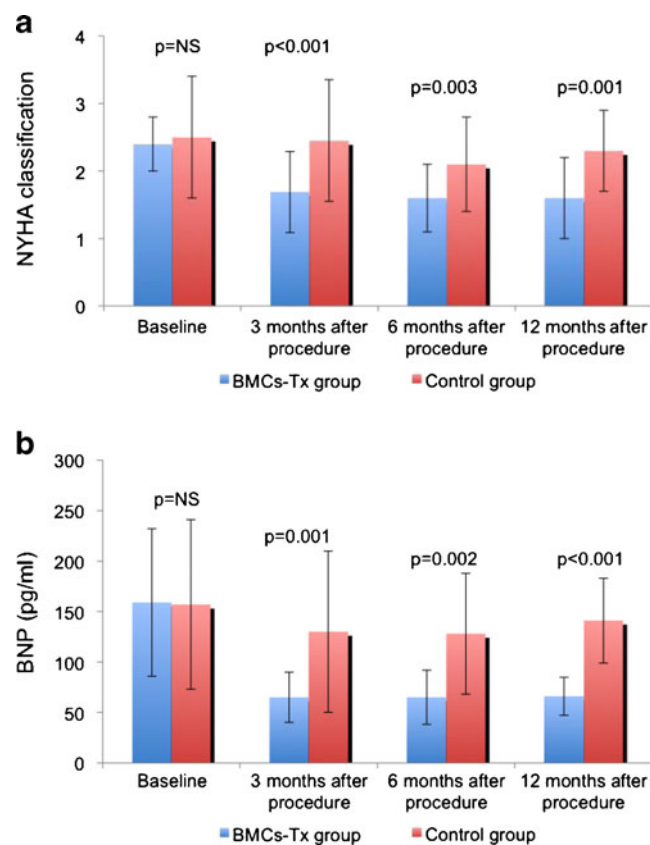 a
4
3
2
1
0
NYHA classification
p=NS
p<0.001
p=0.003
p=0.001
Baseline
3 months after procedure
6 months after procedure
12 months after procedure
BMCs-Tx group
Control group
b
300
250
200
150
100
50
0
BNP (pg/ml)
p=NS
p=0.001
p=0.002
p<0.001
Baseline
3 months after procedure
6 months after procedure
12 months after procedure
BMCs-Tx group
Control group